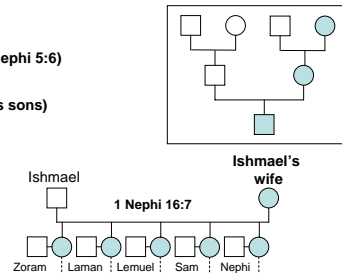 ephi 5:6)
s sons)
Ishmael's
wife
Ishmael
1 Nephi 16:7
Zoram Laman Lemuel Sam Nephi